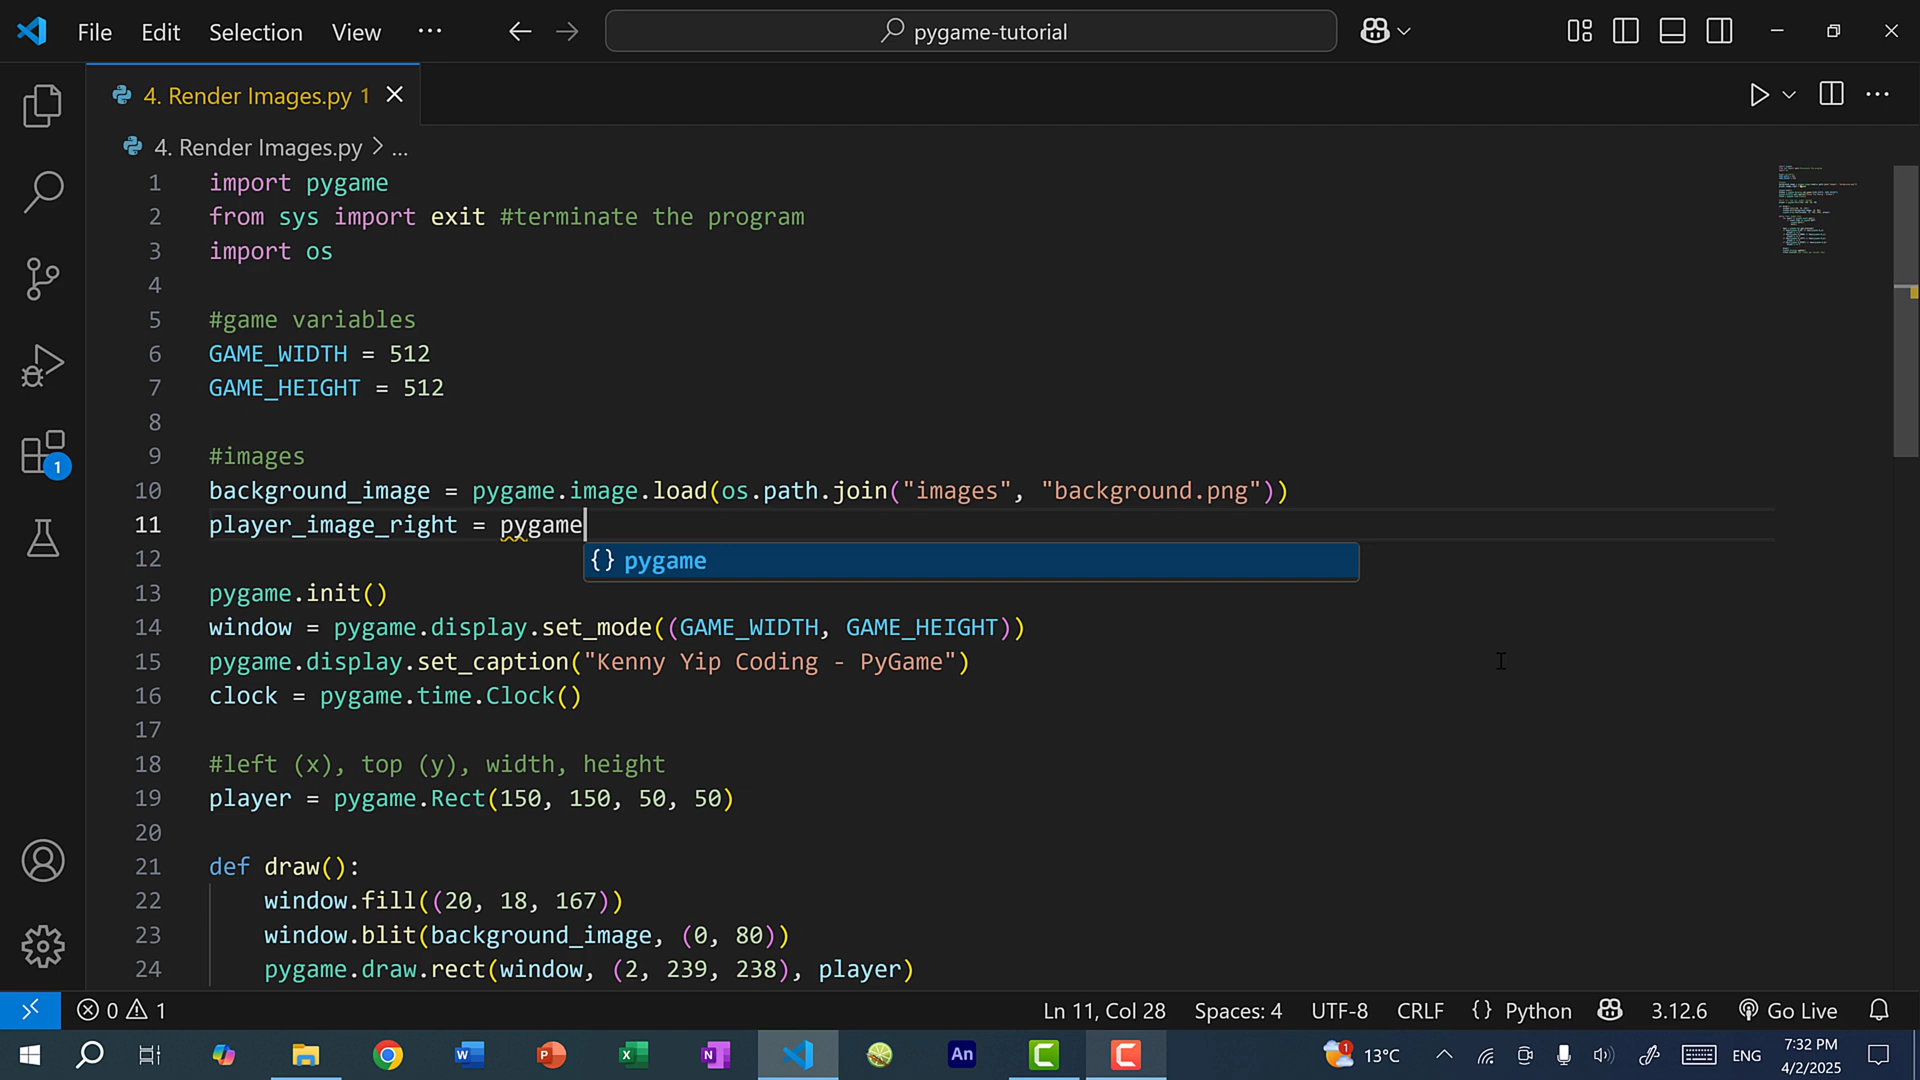 File Edit Selection View ... pygame-tutorial
4. Render Images.py 1
4. Render Images.py > ...
1 import pygame
2 from sys import exit #terminate the program
3 import os
4
5 #game variables
6 GAME_WIDTH = 512
7 GAME_HEIGHT = 512
8
9 #images
10 background_image = pygame.image.load(os.path.join("images", "background.png"))
11 player_image_right = pygame
12 {} pygame
13 pygame.init()
14 window = pygame.display.set_mode((GAME_WIDTH, GAME_HEIGHT))
15 pygame.display.set_caption("Kenny Yip Coding - PyGame")
16 clock = pygame.time.Clock()
17
18 #left (x), top (y), width, height
19 player = pygame.Rect(150, 150, 50, 50)
20
21 def draw():
22 window.fill((20, 18, 167))
23 window.blit(background_image, (0, 80))
24 pygame.draw.rect(window, (2, 239, 238), player)
1
0 1 Ln 11, Col 28 Spaces: 4 UTF-8 CRLF {} Python 3.12.6 Go Live
13°C ENG 7:32 PM
4/2/2025